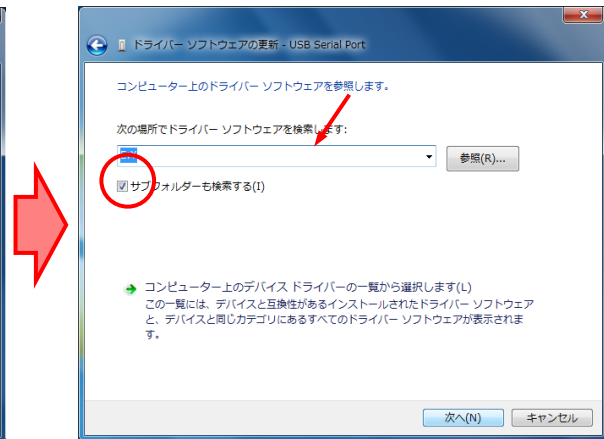 ドライバー ソフトウェアの更新 - USB Serial Port
コンピューター上のドライバー ソフトウェアを参照します。
次の場所でドライバー ソフトウェアを検索します:
参照(R)...
サブフォルダーも検索する(I)
コンピューター上のデバイス ドライバーの一覧から選択します(L)
この一覧には、デバイスと互換性があるインストールされたドライバー ソフトウェア
と、デバイスと同じカテゴリにあるすべてのドライバー ソフトウェアが表示されま
す。
次へ(N)
キャンセル